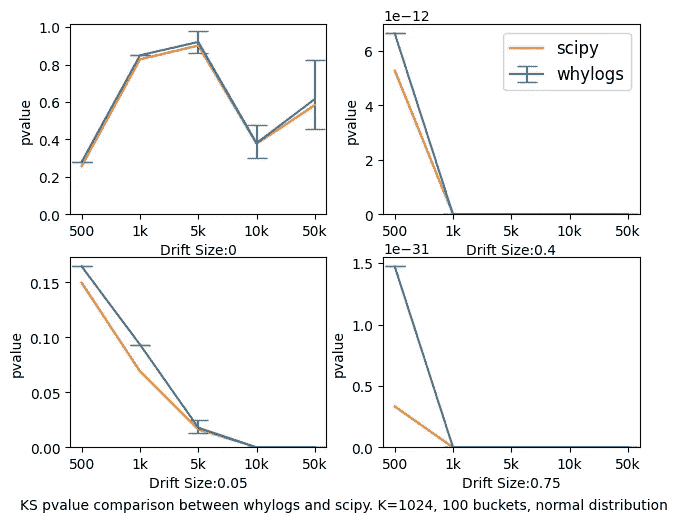 1.0
0.8
0.6
0.4
0.2
0.0
pvalue
500 1k 5k 10k 50k
Drift Size:0
1e−12
6
4
2
0
pvalue
scipy
whylogs
500 1k 5k 10k 50k
Drift Size:0.4
0.15
0.10
0.05
0.00
pvalue
500 1k 5k 10k 50k
Drift Size:0.05
1e−31
1.5
1.0
0.5
0.0
pvalue
500 1k 5k 10k 50k
Drift Size:0.75
KS pvalue comparison between whylogs and scipy. K=1024, 100 buckets, normal distribution